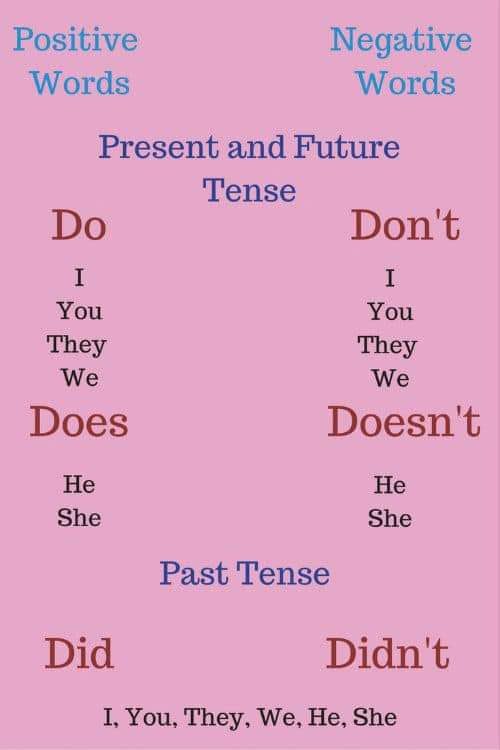 Positive
Words
Negative
Words
Present and Future
Tense
Do
I
You
They
We
Don't
I
You
They
We
Does
He
She
Doesn't
He
She
Past Tense
Did
Didn't
I, You, They, We, He, She